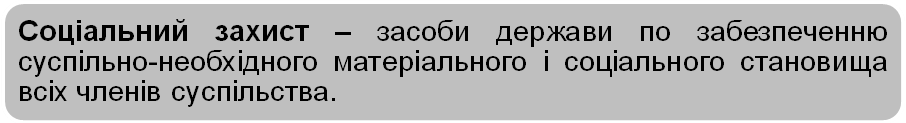 Соціальний захист – засоби держави по забезпеченню
суспільно-необхідного матеріального і соціального становища
всіх членів суспільства.